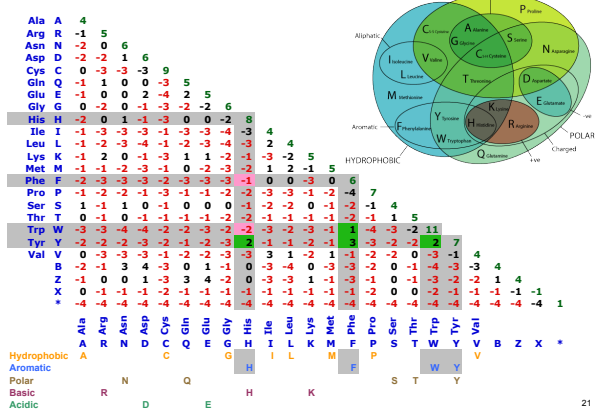 Ala A 4
Arg R -1 5
Asn N -2 0 6
Asp D -2 -2 1 6
Cys C 0 -3 -3 -3 9
Gln Q -1 1 0 0 -3 5
Glu E -1 0 0 2 -4 2 5
Gly G 0 -2 0 -1 -3 -2 -2 6
His H -2 0 1 -1 -3 0 0 -2 8
Ile I -1 -3 -3 -3 -1 -3 -3 -4 -3 4
Leu L -1 -2 -3 -4 -1 -2 -3 -4 -3 2 4
Lys K -1 2 0 -1 -3 1 1 -2 -1 -3 -2 5
Met M -1 -1 -2 -3 -1 0 -2 -3 -2 1 2 -1 5
Phe F -2 -3 -3 -3 -2 -3 -3 -3 -1 0 0 -3 0 6
Pro P -1 -2 -2 -1 -3 -1 -1 -2 -2 -3 -3 -1 -2 -4 7
Ser S 1 -1 1 0 -1 0 0 0 -1 -2 -2 0 -1 -2 -1 4
Thr T 0 -1 0 -1 -1 -1 -1 -2 -2 -1 -1 -1 -1 -2 -1 1 5
Trp W -3 -3 -4 -4 -2 -2 -3 -2 -2 -3 -2 -3 -1 1 -4 -3 -2 11
Tyr Y -2 -2 -2 -3 -2 -1 -2 -3 2 -1 -1 -2 -1 3 -3 -2 -2 2 7
Val V 0 -3 -3 -3 -1 -2 -2 -3 -3 3 1 -2 1 -1 -2 -2 0 -3 -1 4
B -2 -1 3 4 -3 0 1 -1 0 -3 -4 0 -3 -3 -2 0 -1 -4 -3 -3 4
Z -1 0 0 1 -3 3 4 -2 0 -3 -3 1 -1 -3 -1 0 -1 -3 -2 -2 1 4
X 0 -1 -1 -1 -2 -1 -1 -1 -1 -1 -1 -1 -1 -1 -2 0 0 -2 -1 -1 -1 -1 -1
* -4 -4 -4 -4 -4 -4 -4 -4 -4 -4 -4 -4 -4 -4 -4 -4 -4 -4 -4 -4 -4 -4 -4 1
Ala Arg Asn Asp Cys Gln Glu Gly His Ile Leu Lys Met Phe Pro Ser Thr Trp Tyr Val
A R N D C Q E G H I L K M F P S T W Y V B Z X *
Hydrophobic A C G I L M P V
Aromatic H F W Y
Polar N Q S T Y
Basic R H K
Acidic D E
P Proline
A Alanine
G Glycine
S Serine
N Asparagine
Aliphatic
I Isoleucine
V Valine
L Leucine
T Threonine
D Aspartate
M Methionine
E Glutamate
K Lysine
-ve
Y Tyrosine
Aromatic
F Phenylalanine
H Histidine
R Arginine
POLAR
W Tryptophan
Charged
HYDROPHOBIC
Q Glutamine
+ve
21